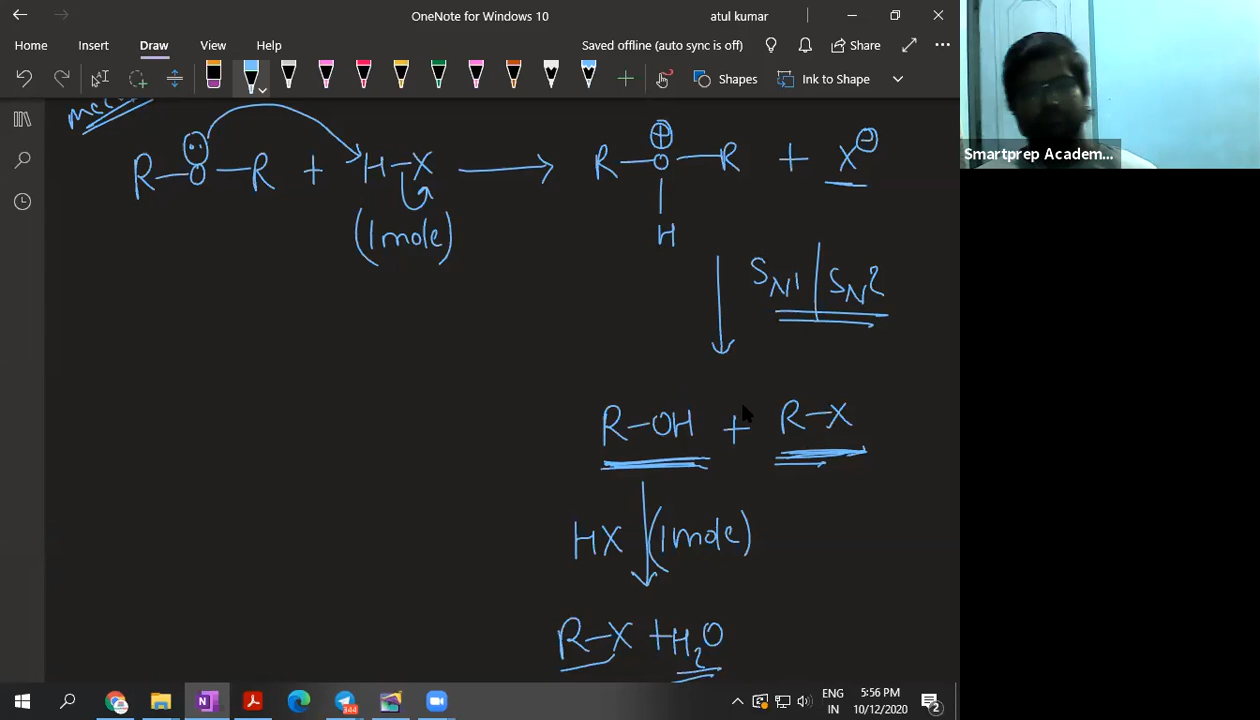 OneNote for Windows 10
atul kumar
Home Insert Draw View Help
Saved offline (auto sync is off)
Share
Shapes
Ink to Shape
Smartprep Academ...
R–Ö–R + H–X → R–O–R + X⊖
⊕
H
(1 mole)
SN1 | SN2
R–OH + R–X
HX (1 mole)
R–X + H2O
344
ENG
IN
5:56 PM
10/12/2020
2